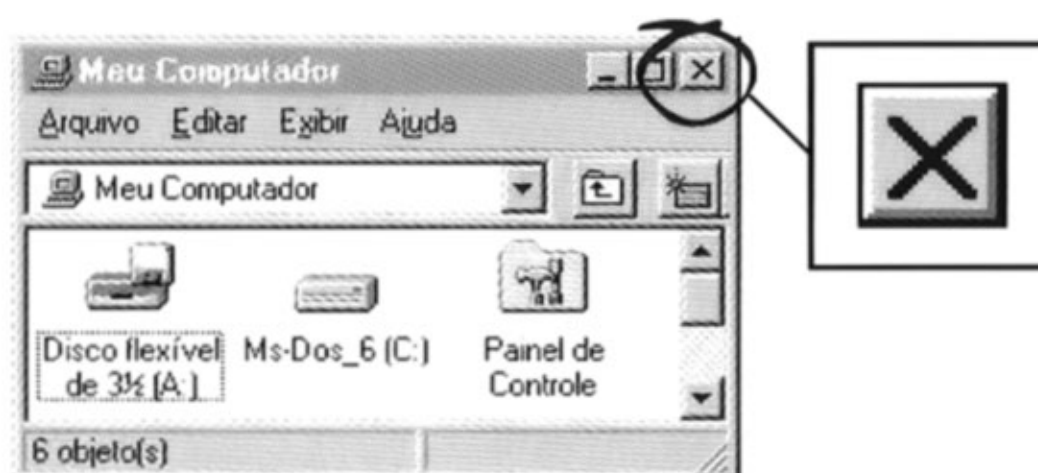 Meu Computador
Arquivo Editar Exibir Ajuda
Meu Computador
Disco flexível
de 3½ (A:)
Ms-Dos_6 (C:)
Painel de
Controle
6 objeto(s)